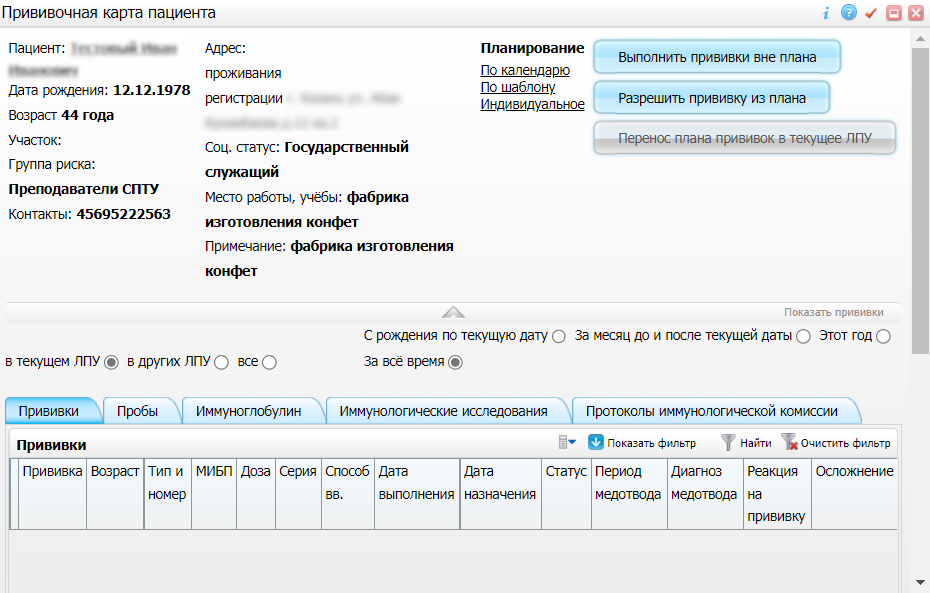 Прививочная карта пациента
Пациент:
Дата рождения: 12.12.1978
Возраст 44 года
Участок:
Группа риска:
Преподаватели СПТУ
Контакты: 45695222563
Адрес:
проживания
регистрации
Соц. статус: Государственный
служащий
Место работы, учёбы: фабрика
изготовления конфет
Примечание: фабрика изготовления
конфет
Планирование
По календарю
По шаблону
Индивидуальное
Выполнить прививки вне плана
Разрешить прививку из плана
Перенос плана прививок в текущее ЛПУ
Показать прививки
С рождения по текущую дату За месяц до и после текущей даты Этот год
в текущем ЛПУ в других ЛПУ все За всё время
Прививки Пробы Иммуноглобулин Иммунологические исследования Протоколы иммунологической комиссии
Прививки Показать фильтр Найти Очистить фильтр
Прививка
Возраст
Тип и
номер
МИБП
Доза
Серия
Способ
вв.
Дата
выполнения
Дата
назначения
Статус
Период
медотвода
Диагноз
медотвода
Реакция
на
прививку
Осложнение